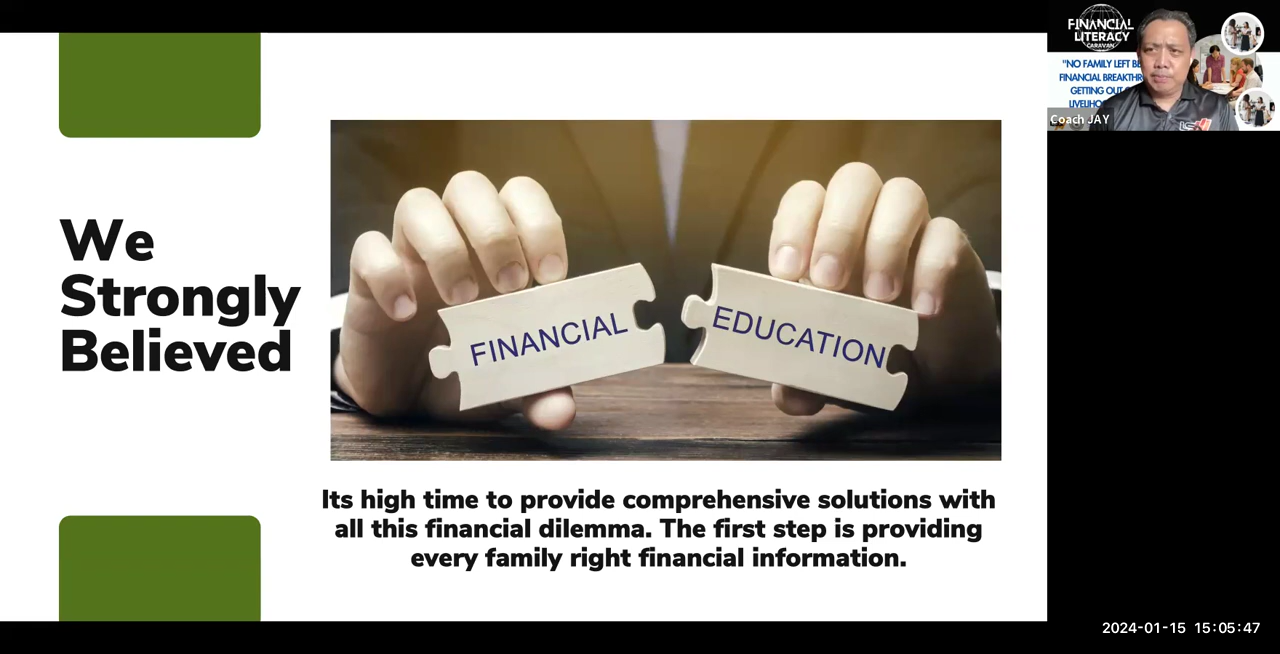 We
Strongly
Believed
FINANCIAL
EDUCATION
Its high time to provide comprehensive solutions with
all this financial dilemma. The first step is providing
every family right financial information.
FINANCIAL
LITERACY
CARAVAN
"NO FAMILY LEFT BE
FINANCIAL BREAKTHR
GETTING OUT O
LIVELIHO
Coach JAY
2024-01-15 15:05:47